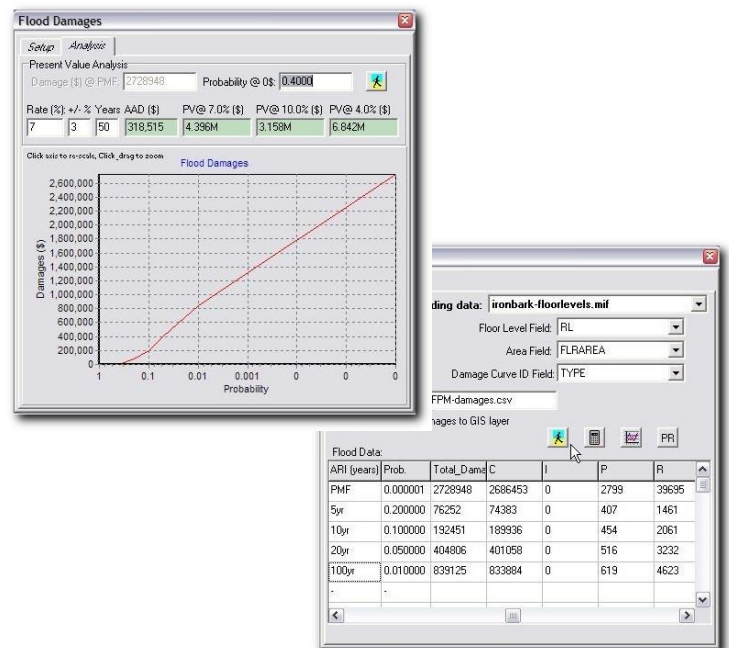 Flood Damages
Setup Analysis
Present Value Analysis
Damage ($) @ PMF: 2728948 Probability @ 0$: 0.4000
Rate (%): +/- % Years AAD ($) PV@ 7.0% ($) PV@ 10.0% ($) PV@ 4.0% ($)
7 3 50 318,515 4.396M 3.158M 6.842M
Click axis to re-scale, Click_drag to zoom
Flood Damages
2,600,000
2,400,000
2,200,000
2,000,000
1,800,000
1,600,000
1,400,000
1,200,000
1,000,000
800,000
600,000
400,000
200,000
0
Damages ($)
1 0.1 0.01 0.001 0 0 0
Probability
ding data: ironbark-floorlevels.mif
Floor Level Field: RL
Area Field: FLRAREA
Damage Curve ID Field: TYPE
FPM-damages.csv
mages to GIS layer
PR
Flood Data:
ARI (years) Prob. Total_Dama C I P R
PMF 0.000001 2728948 2686453 0 2799 39695
5yr 0.200000 76252 74383 0 407 1461
10yr 0.100000 192451 189936 0 454 2061
20yr 0.050000 404806 401058 0 516 3232
100yr 0.010000 839125 833884 0 619 4623
- -